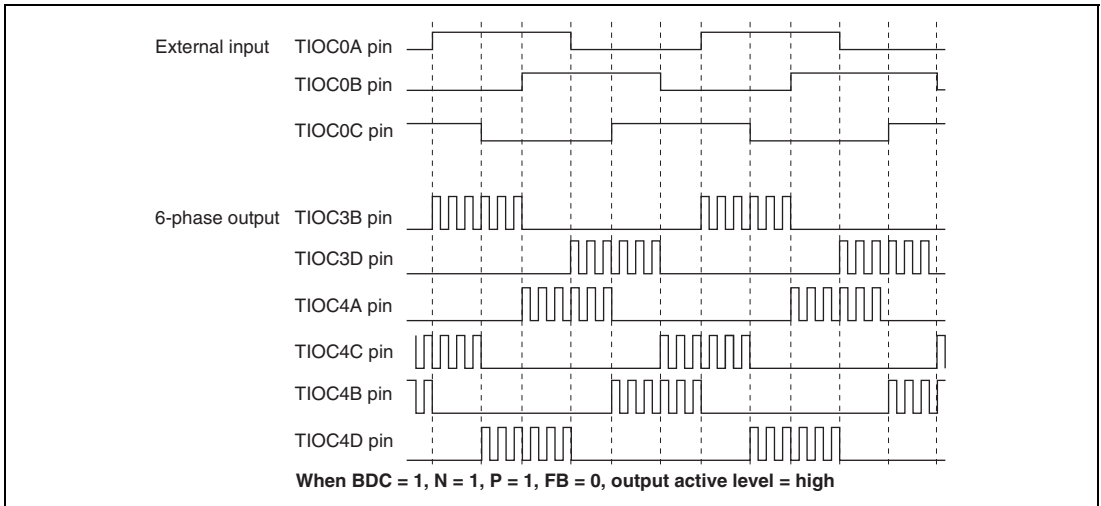 External input TIOC0A pin
TIOC0B pin
TIOC0C pin
6-phase output TIOC3B pin
TIOC3D pin
TIOC4A pin
TIOC4C pin
TIOC4B pin
TIOC4D pin
When BDC = 1, N = 1, P = 1, FB = 0, output active level = high